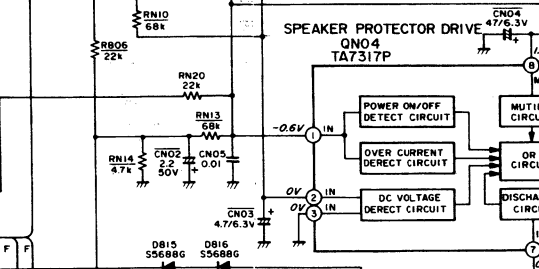 RN10
68k
CN04
47/6.3V
+
SPEAKER PROTECTOR DRIVE
QN04
TA7317P
R806
22k
8
RN20
22k
POWER ON/OFF
DETECT CIRCUIT
MUTI
CIRCU
RN13
68k
-0.6V
1
IN
OVER CURRENT
DERECT CIRCUIT
OR
CIRCU
RN14
4.7k
CN02
2.2
50V
+
CN05
0.01
0V
2
IN
DC VOLTAGE
DERECT CIRCUIT
DISCHA
CIRC
0V
3
IN
CN03
4.7/6.3V
+
7
F
F
D815
S5688G
D816
S5688G